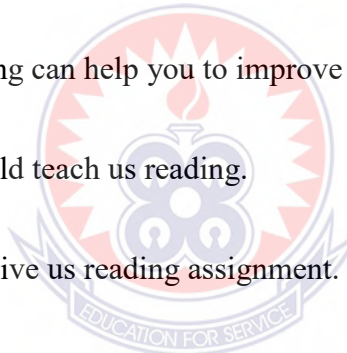 ng can help you to improve
ld teach us reading.
ive us reading assignment.
EDUCATION FOR SERVICE